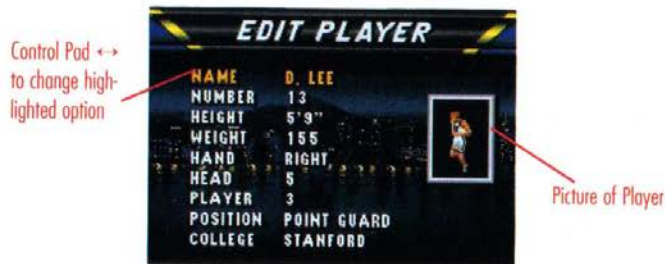 EDIT PLAYER
Control Pad ↔
to change high-
lighted option
NAME D. LEE
NUMBER 13
HEIGHT 5'9"
WEIGHT 155
HAND RIGHT
HEAD 5
PLAYER 3
POSITION POINT GUARD
COLLEGE STANFORD
Picture of Player